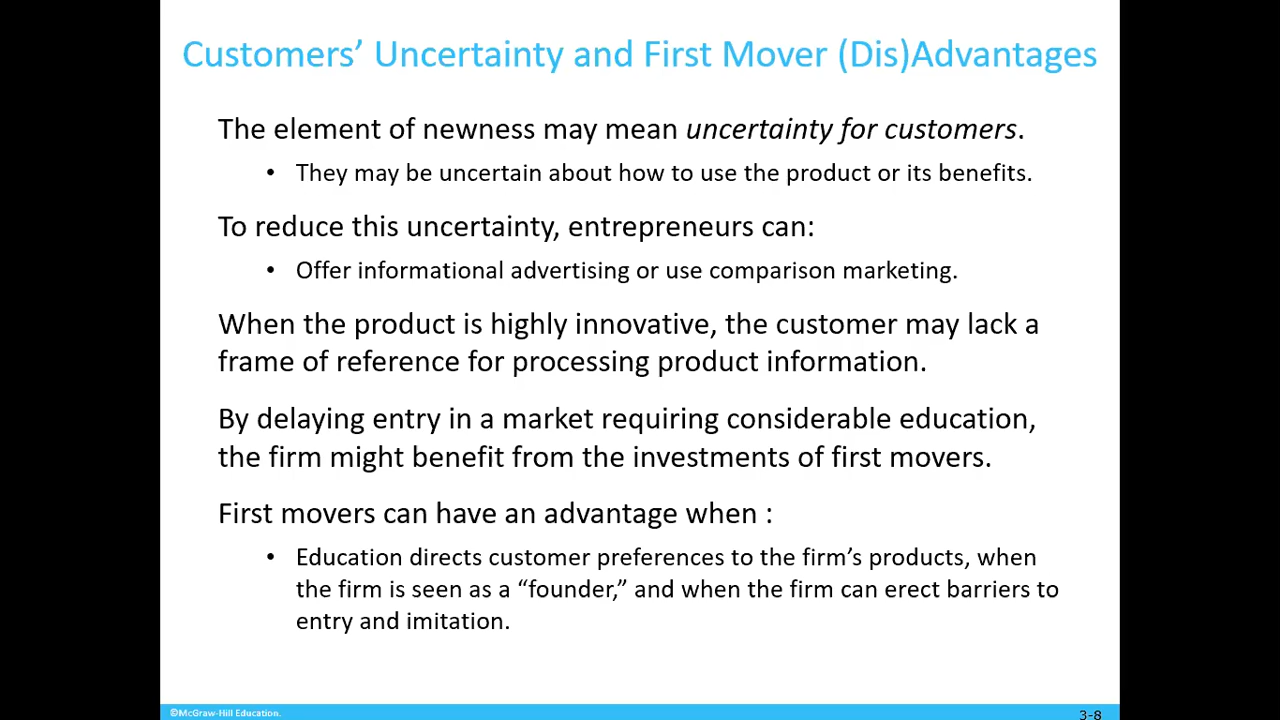 Customers’ Uncertainty and First Mover (Dis)Advantages
The element of newness may mean uncertainty for customers.
• They may be uncertain about how to use the product or its benefits.
To reduce this uncertainty, entrepreneurs can:
• Offer informational advertising or use comparison marketing.
When the product is highly innovative, the customer may lack a
frame of reference for processing product information.
By delaying entry in a market requiring considerable education,
the firm might benefit from the investments of first movers.
First movers can have an advantage when :
• Education directs customer preferences to the firm’s products, when
the firm is seen as a “founder,” and when the firm can erect barriers to
entry and imitation.
©McGraw-Hill Education.
3-8